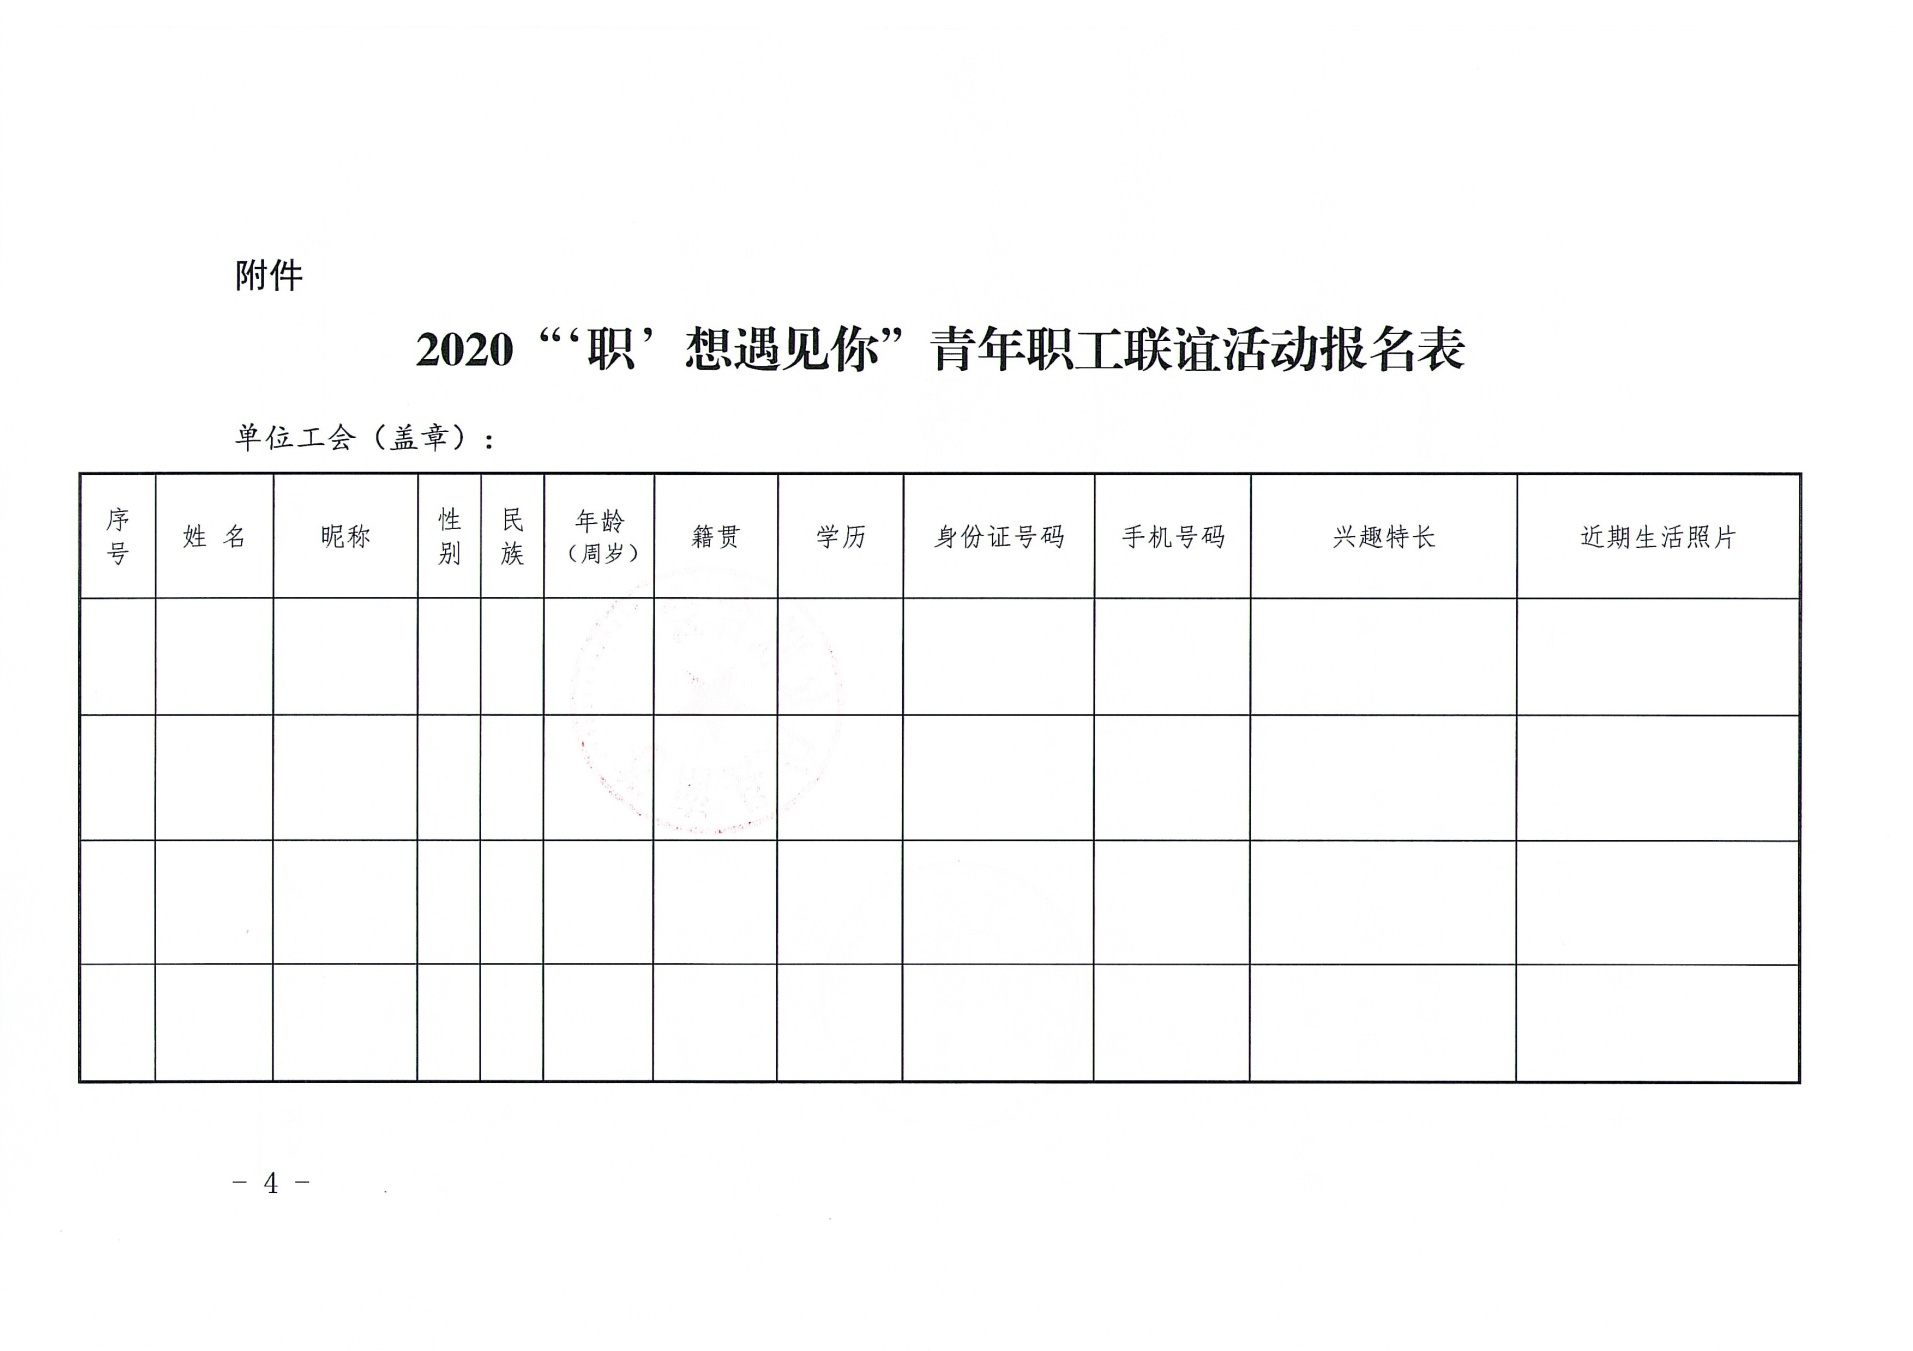 附件
2020“‘职’想遇见你”青年职工联谊活动报名表
单位工会（盖章）：
序号 姓 名 昵称 性别 民族 年龄（周岁） 籍贯 学历 身份证号码 手机号码 兴趣特长 近期生活照片
- 4 -